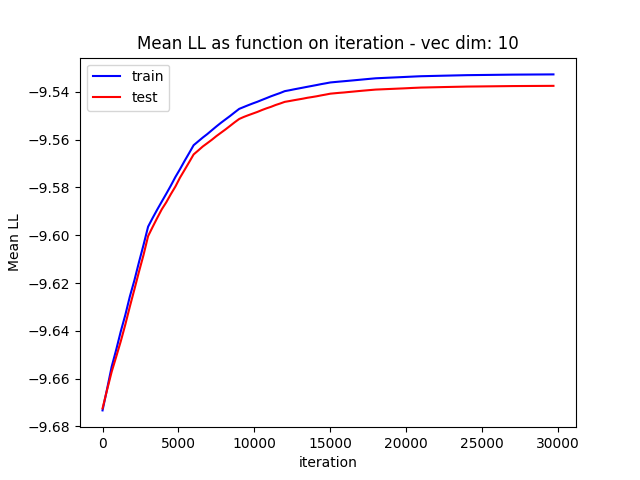 Mean LL as function on iteration - vec dim: 10
train
test
−9.54
−9.56
−9.58
−9.60
−9.62
−9.64
−9.66
−9.68
Mean LL
0 5000 10000 15000 20000 25000 30000
iteration